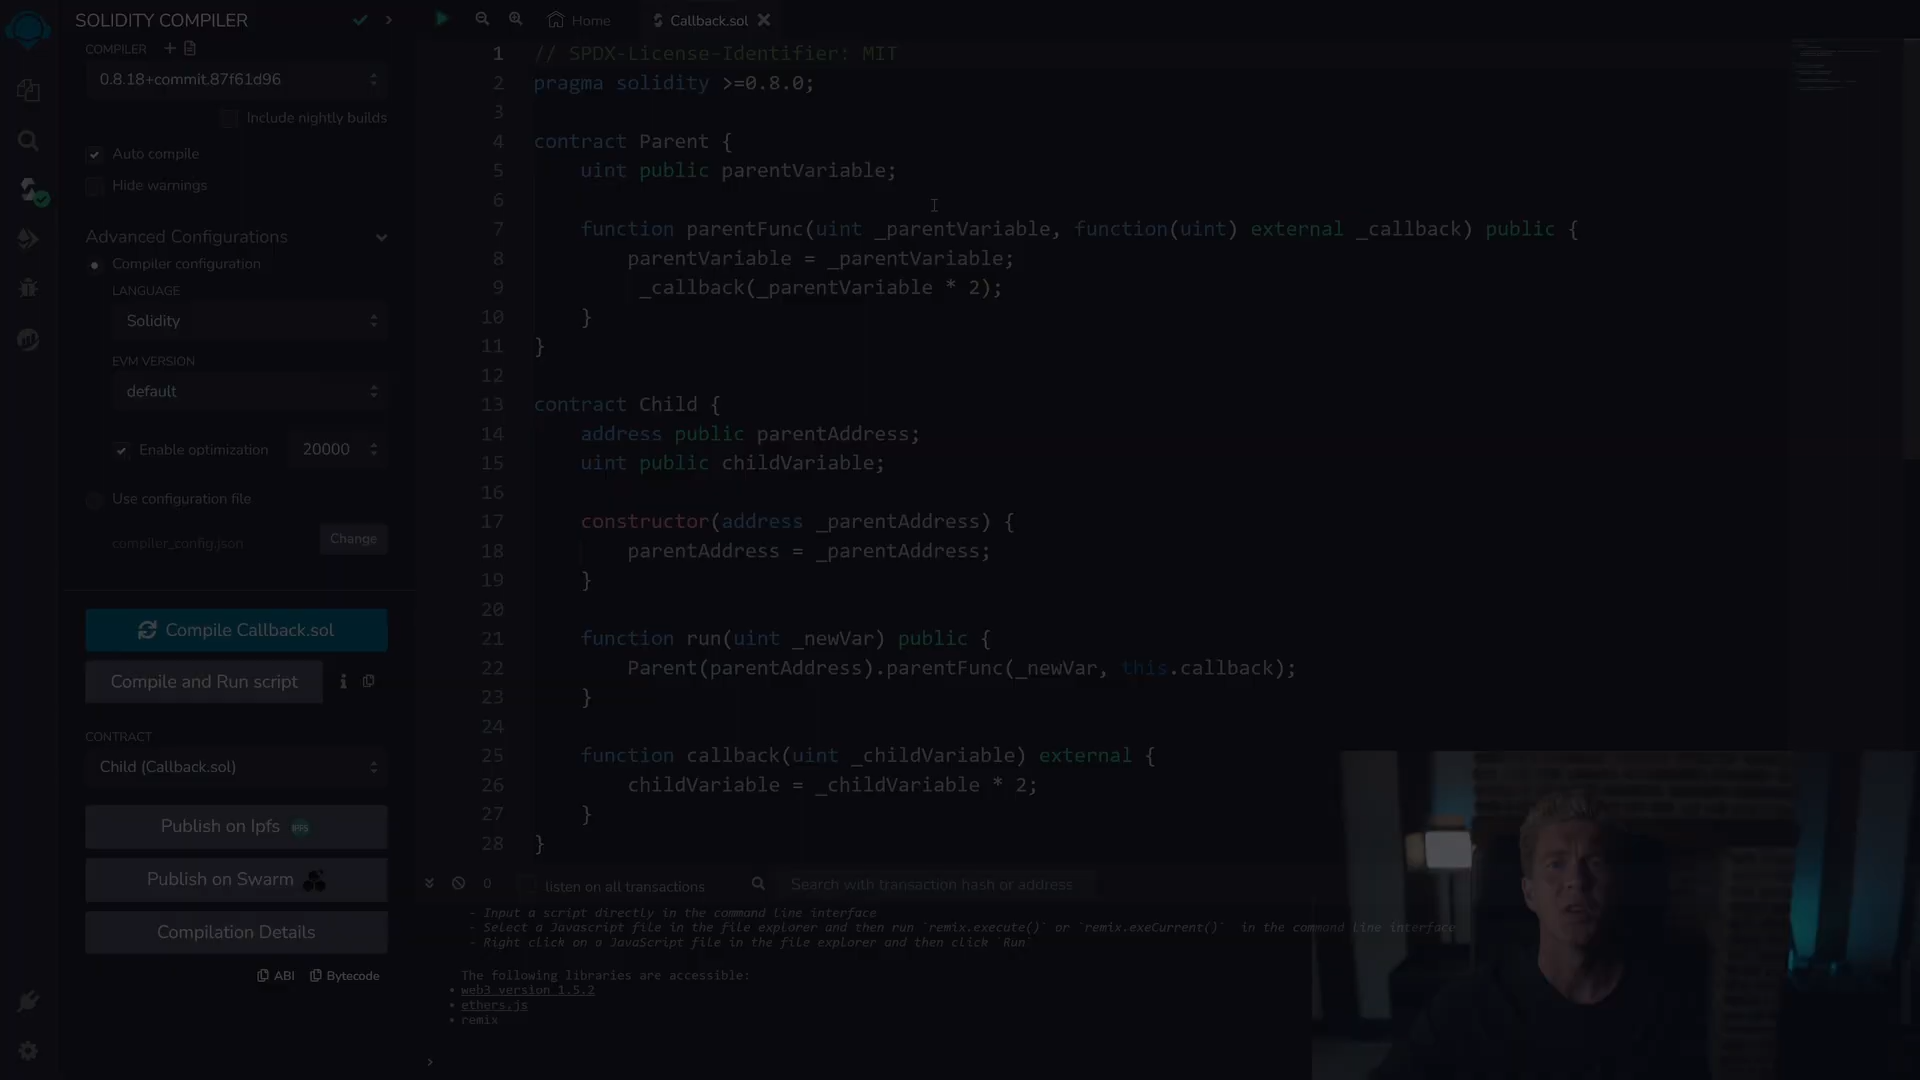 SOLIDITY COMPILER
COMPILER
0.8.18+commit.87f61d96
Include nightly builds
Auto compile
Hide warnings
Advanced Configurations
Compiler configuration
LANGUAGE
Solidity
EVM VERSION
default
Enable optimization 20000
Use configuration file
compiler_config.json Change
Compile Callback.sol
Compile and Run script
CONTRACT
Child (Callback.sol)
Publish on Ipfs IPFS
Publish on Swarm
Compilation Details
ABI Bytecode
Home Callback.sol
1 // SPDX-License-Identifier: MIT
2 pragma solidity >=0.8.0;
3
4 contract Parent {
5 uint public parentVariable;
6
7 function parentFunc(uint _parentVariable, function(uint) external _callback) public {
8 parentVariable = _parentVariable;
9 _callback(_parentVariable * 2);
10 }
11 }
12
13 contract Child {
14 address public parentAddress;
15 uint public childVariable;
16
17 constructor(address _parentAddress) {
18 parentAddress = _parentAddress;
19 }
20
21 function run(uint _newVar) public {
22 Parent(parentAddress).parentFunc(_newVar, this.callback);
23 }
24
25 function callback(uint _childVariable) external {
26 childVariable = _childVariable * 2;
27 }
28 }
0 listen on all transactions Search with transaction hash or address
- Input a script directly in the command line interface
- Select a Javascript file in the file explorer and then run `remix.execute()` or `remix.exeCurrent()` in the command line interface
- Right click on a JavaScript file in the file explorer and then click `Run`
The following libraries are accessible:
• web3 version 1.5.2
• ethers.js
• remix
>